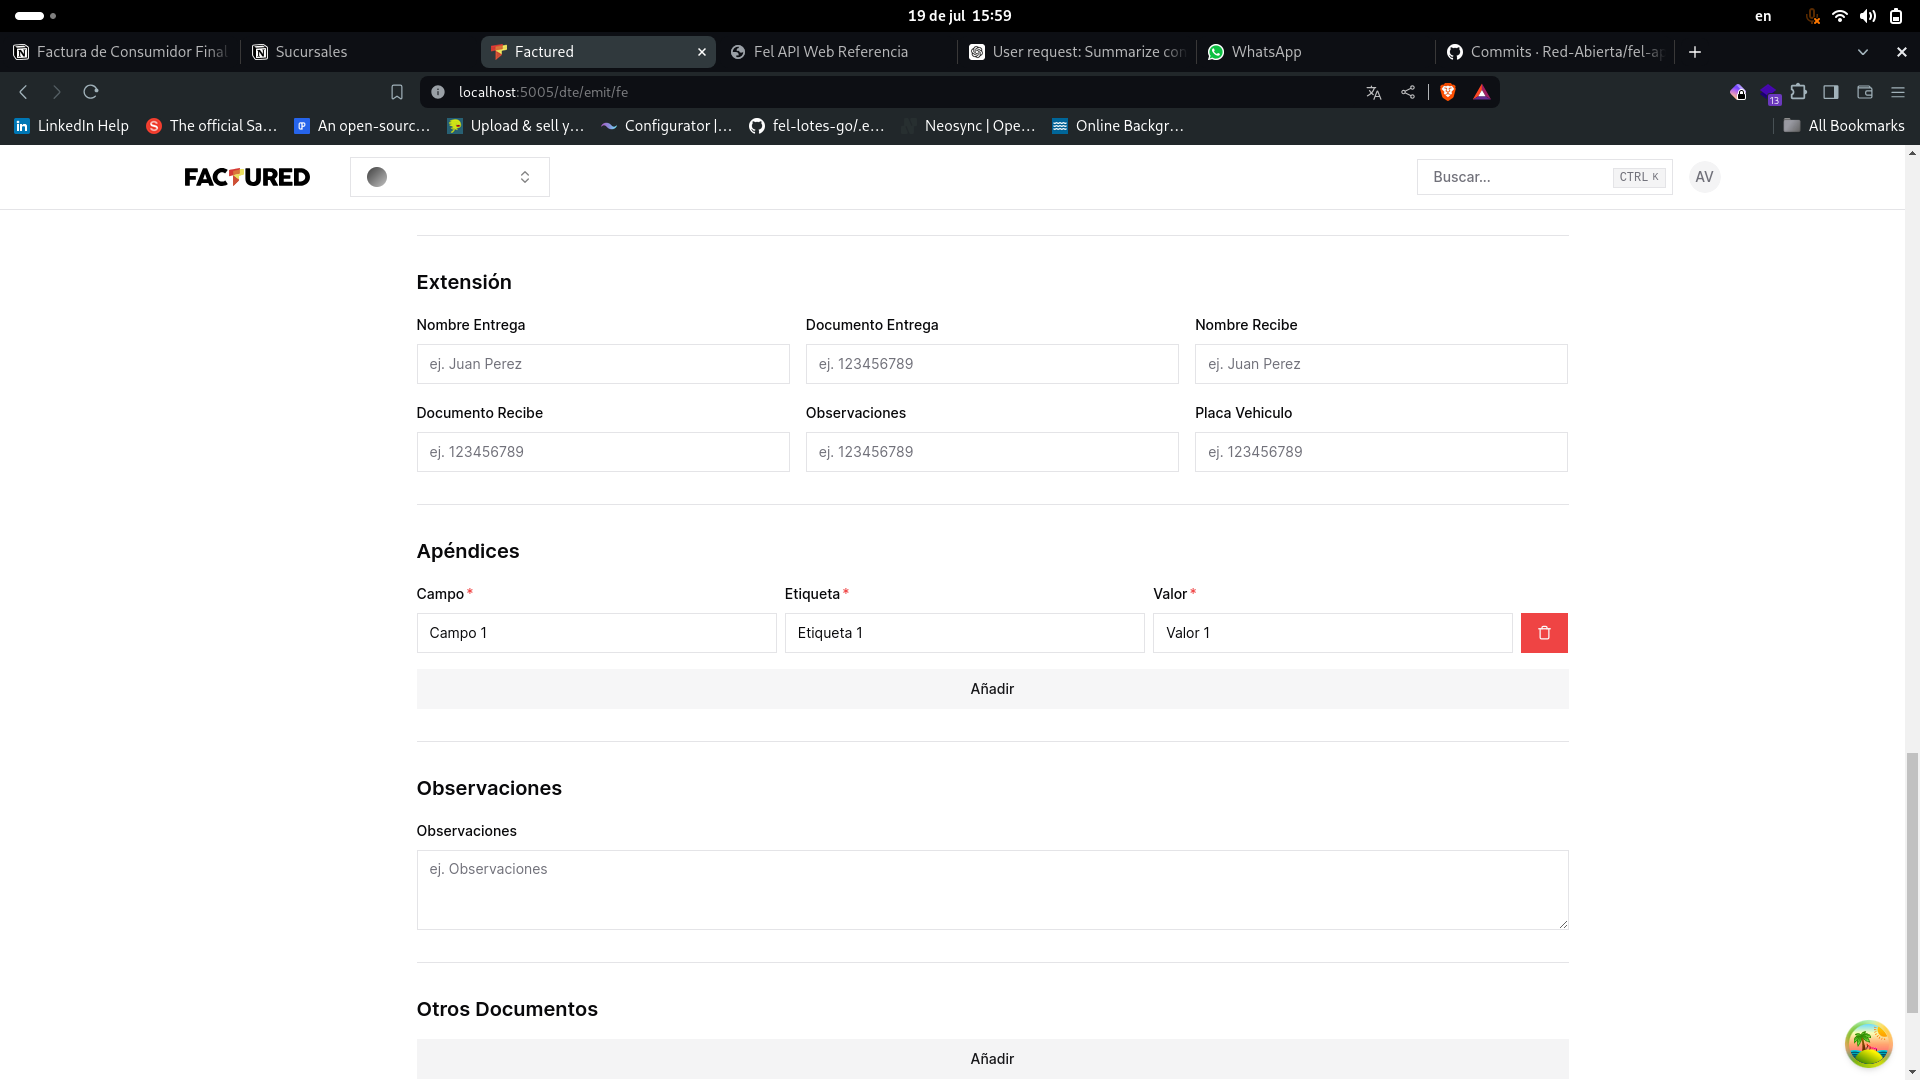 19 de jul 15:59
en
Factura de Consumidor Final
Sucursales
Factured
Fel API Web Referencia
User request: Summarize con
WhatsApp
Commits · Red-Abierta/fel-ap
localhost:5005/dte/emit/fe
13
LinkedIn Help
The official Sa...
An open-sourc...
Upload & sell y...
Configurator |...
fel-lotes-go/.e...
Neosync | Ope...
Online Backgr...
All Bookmarks
FACTURED
Buscar...
CTRL K
AV
Extensión
Nombre Entrega
Documento Entrega
Nombre Recibe
ej. Juan Perez
ej. 123456789
ej. Juan Perez
Documento Recibe
Observaciones
Placa Vehiculo
ej. 123456789
ej. 123456789
ej. 123456789
Apéndices
Campo *
Etiqueta *
Valor *
Campo 1
Etiqueta 1
Valor 1
Añadir
Observaciones
Observaciones
ej. Observaciones
Otros Documentos
Añadir